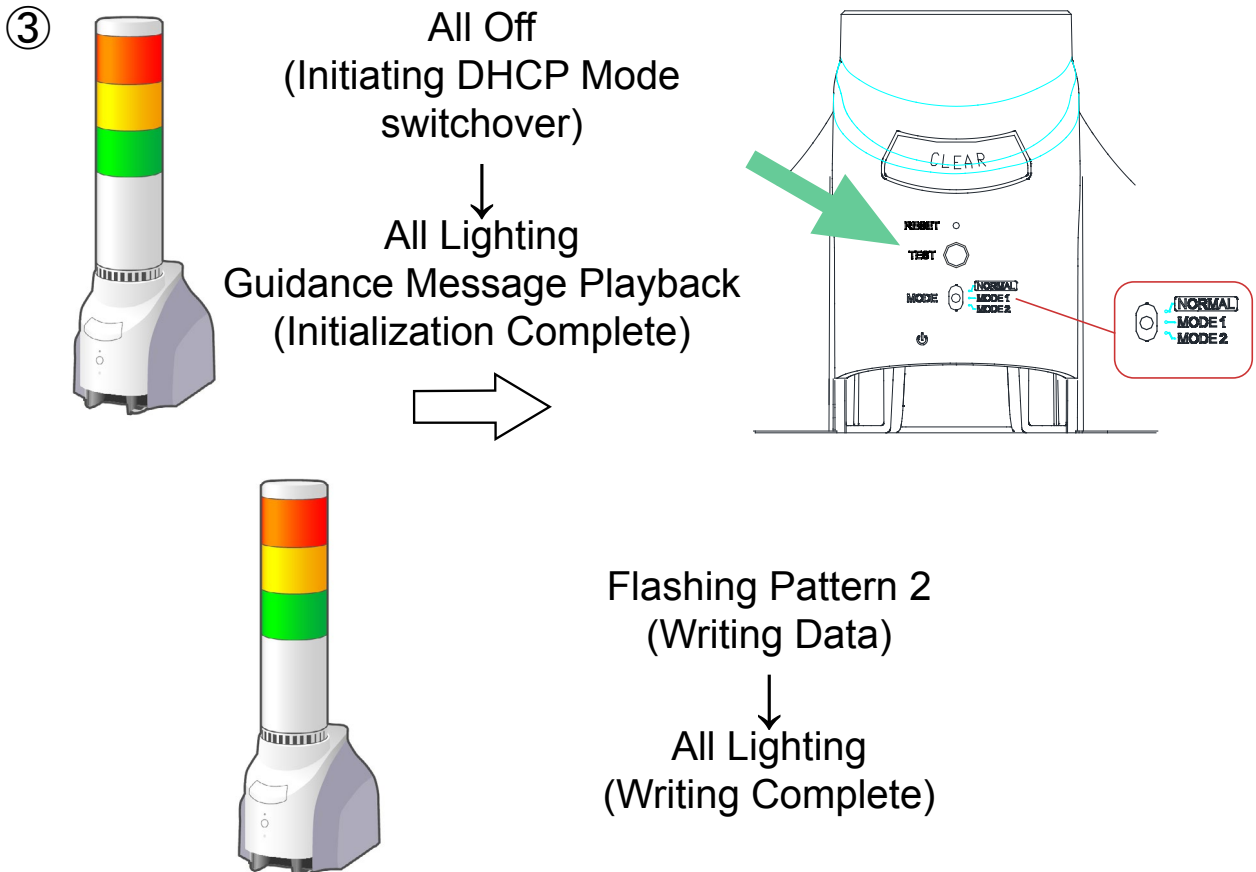 ③
All Off
(Initiating DHCP Mode
switchover)
↓
All Lighting
Guidance Message Playback
(Initialization Complete)
CLEAR
RESET
TEST
MODE
NORMAL
MODE 1
MODE 2
NORMAL
MODE 1
MODE 2
Flashing Pattern 2
(Writing Data)
↓
All Lighting
(Writing Complete)